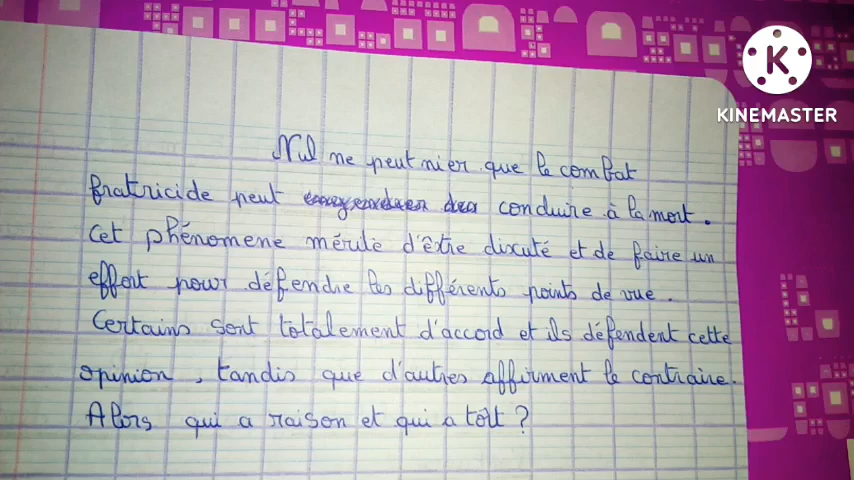 KINEMASTER
Nul ne peut nier que le combat
fratricide peut conduire à la mort.
Cet phénomene mérite d'être discuté et de faire un
effort pour défendre les différents points de vue.
Certains sont totalement d'accord et ils défendent cette
opinion, tandis que d'autres affirment le contraire.
Alors qui a raison et qui a tort ?